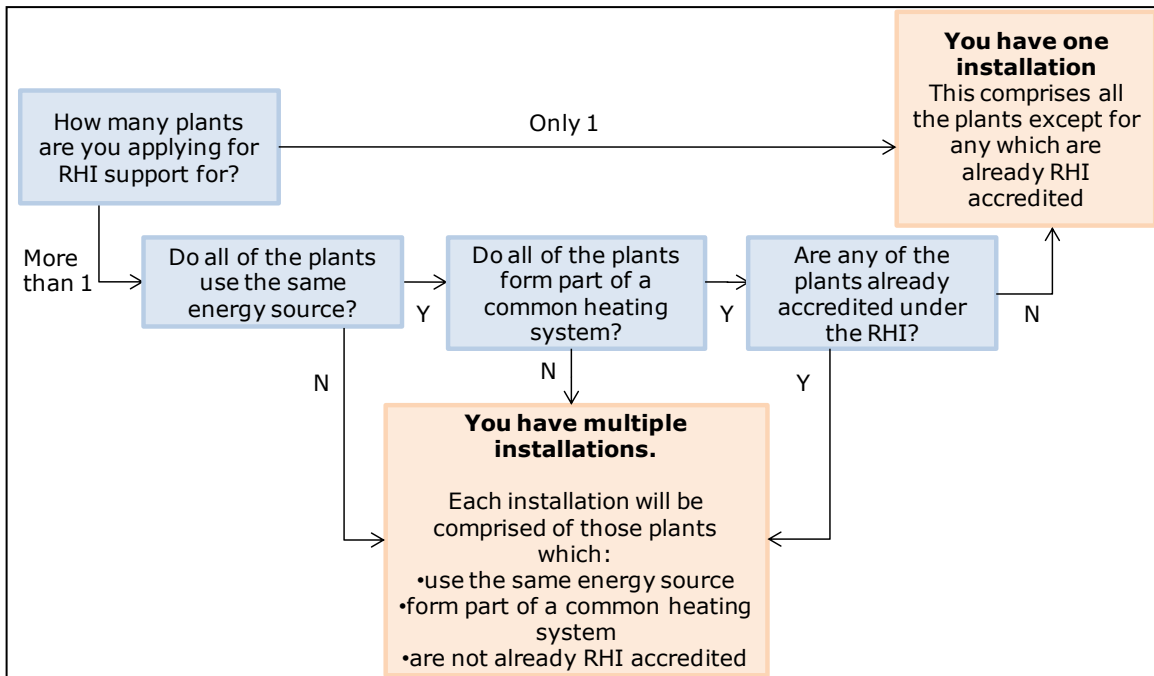 You have one
installation
This comprises all
the plants except for
any which are
already RHI
accredited
How many plants
are you applying for
RHI support for?
Only 1
More
than 1
Do all of the plants
use the same
energy source?
Y
Do all of the plants
form part of a
common heating
system?
Y
Are any of the
plants already
accredited under
the RHI?
N
N
N
Y
You have multiple
installations.
Each installation will be
comprised of those plants
which:
•use the same energy source
•form part of a common heating
system
•are not already RHI accredited